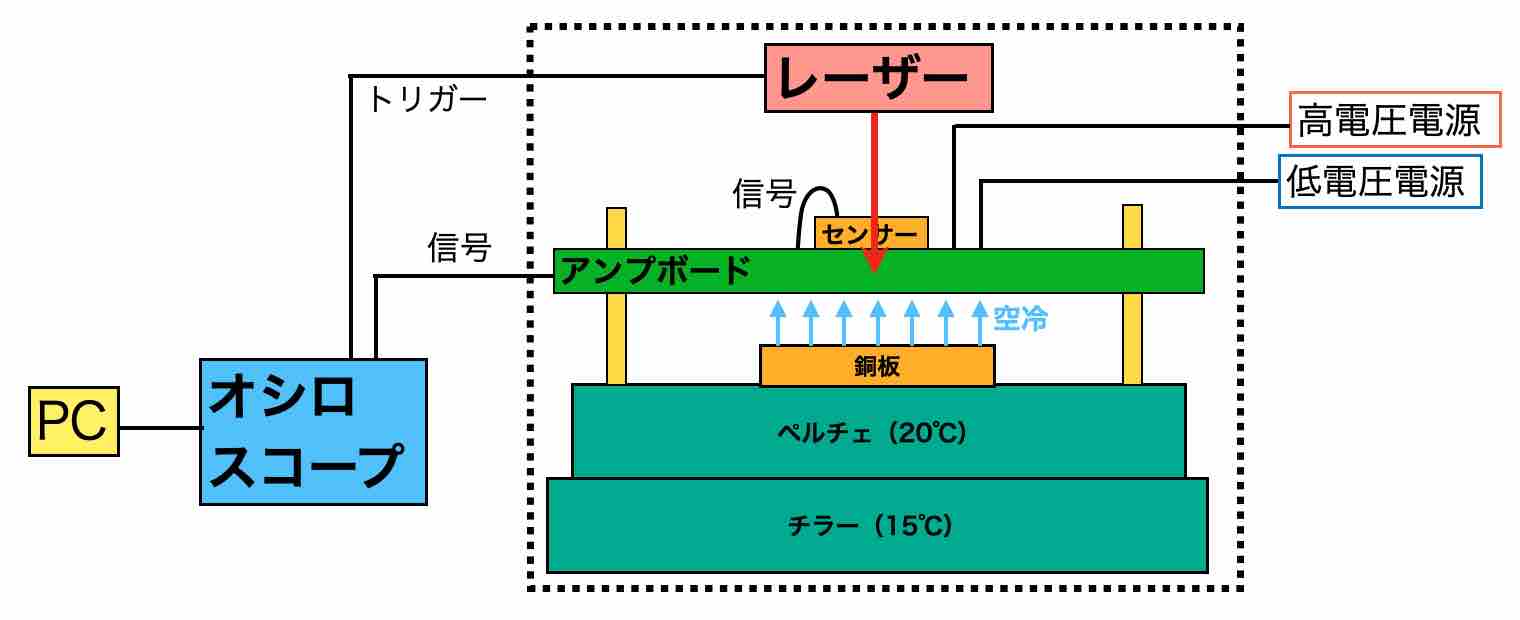 レーザー
トリガー
高電圧電源
低電圧電源
信号
センサー
信号
アンプボード
空冷
銅板
オシロ
スコープ
PC
ペルチェ（20℃）
チラー（15℃）